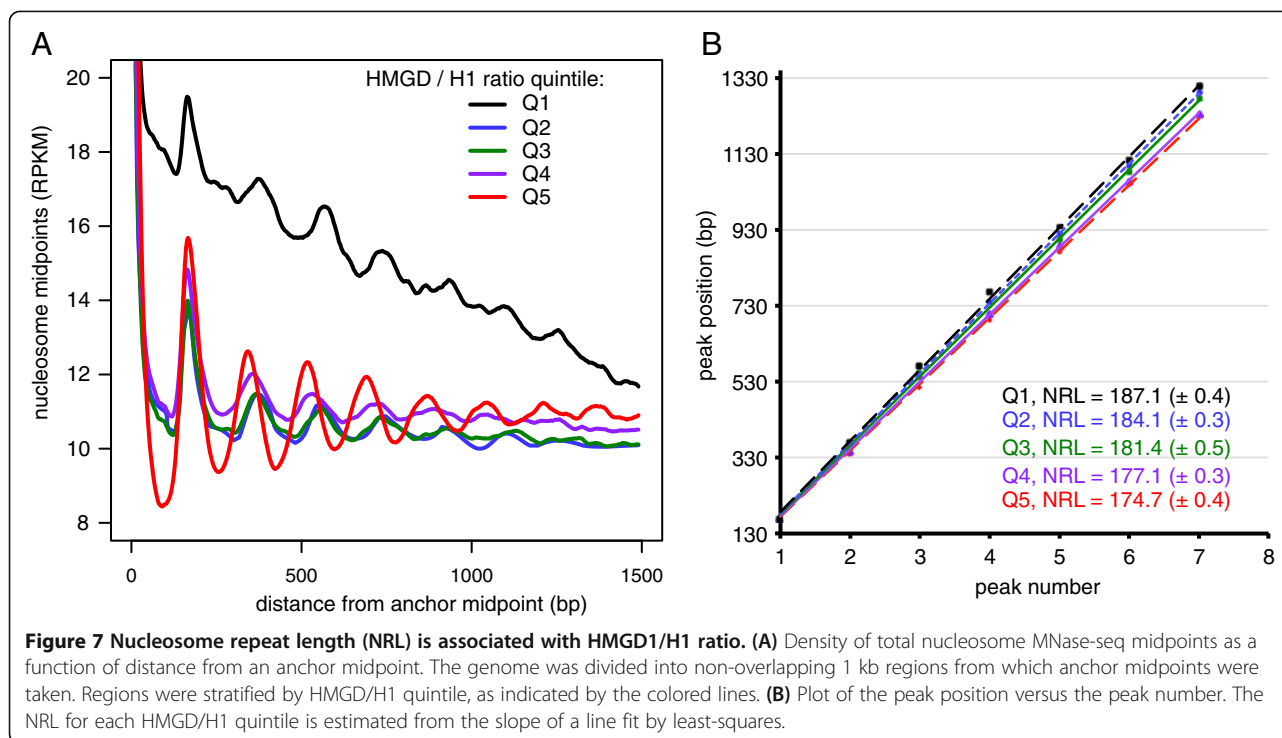 A
20
18
16
14
12
10
8
nucleosome midpoints (RPKM)
HMGD / H1 ratio quintile:
Q1
Q2
Q3
Q4
Q5
0
500
1000
1500
distance from anchor midpoint (bp)
B
1330
1130
930
730
530
330
130
peak position (bp)
Q1, NRL = 187.1 (± 0.4)
Q2, NRL = 184.1 (± 0.3)
Q3, NRL = 181.4 (± 0.5)
Q4, NRL = 177.1 (± 0.3)
Q5, NRL = 174.7 (± 0.4)
1
2
3
4
5
6
7
8
peak number
Figure 7 Nucleosome repeat length (NRL) is associated with HMGD1/H1 ratio. (A) Density of total nucleosome MNase-seq midpoints as a
function of distance from an anchor midpoint. The genome was divided into non-overlapping 1 kb regions from which anchor midpoints were
taken. Regions were stratified by HMGD/H1 quintile, as indicated by the colored lines. (B) Plot of the peak position versus the peak number. The
NRL for each HMGD/H1 quintile is estimated from the slope of a line fit by least-squares.